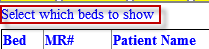 Select which beds to show
Bed MR# Patient Name